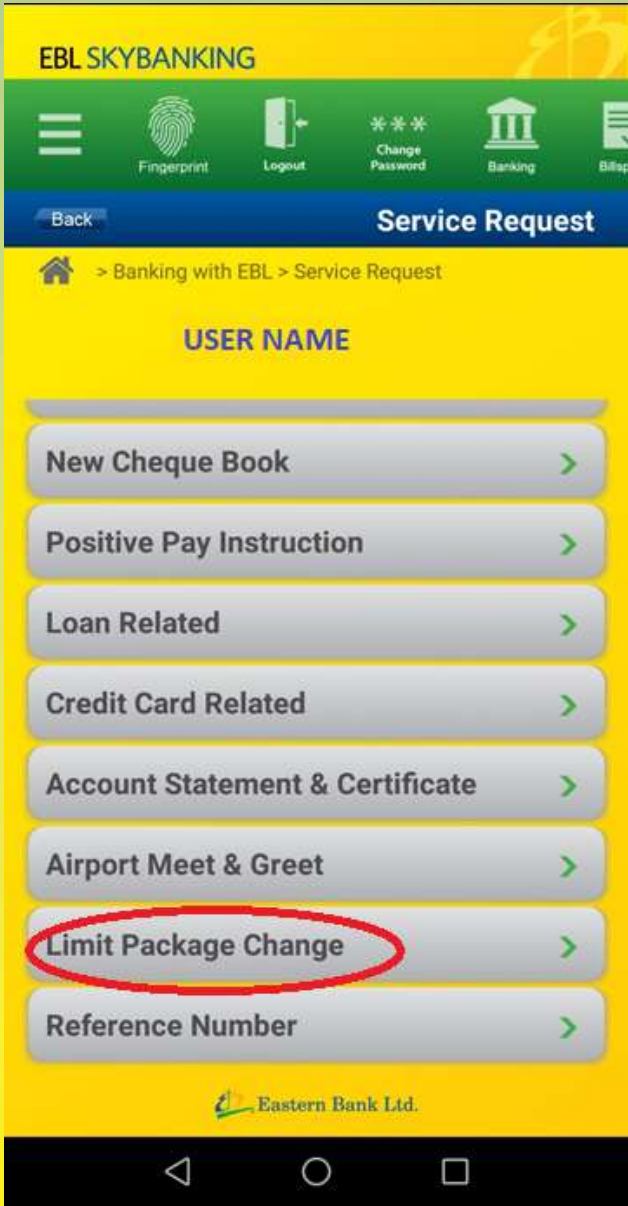 EBL SKYBANKING
Fingerprint
Logout
***
Change
Password
Banking
Back
Service Request
> Banking with EBL > Service Request
USER NAME
New Cheque Book
Positive Pay Instruction
Loan Related
Credit Card Related
Account Statement & Certificate
Airport Meet & Greet
Limit Package Change
Reference Number
Eastern Bank Ltd.